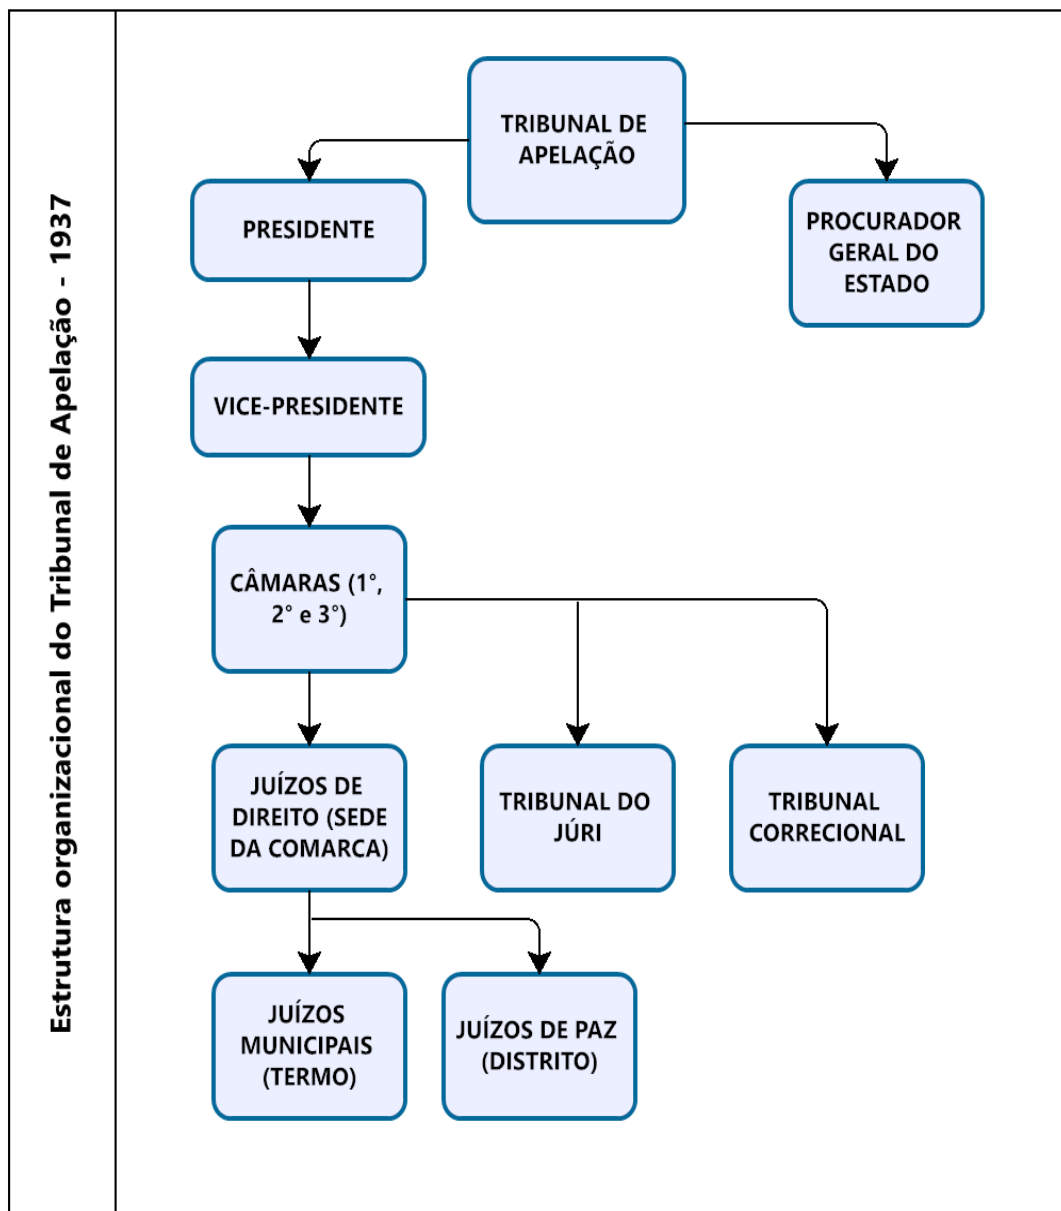 Estrutura organizacional do Tribunal de Apelação - 1937
TRIBUNAL DE
APELAÇÃO
PRESIDENTE
PROCURADOR
GERAL DO
ESTADO
VICE-PRESIDENTE
CÂMARAS (1°,
2° e 3°)
JUÍZOS DE
DIREITO (SEDE
DA COMARCA)
TRIBUNAL DO
JÚRI
TRIBUNAL
CORRECIONAL
JUÍZOS
MUNICIPAIS
(TERMO)
JUÍZOS DE PAZ
(DISTRITO)